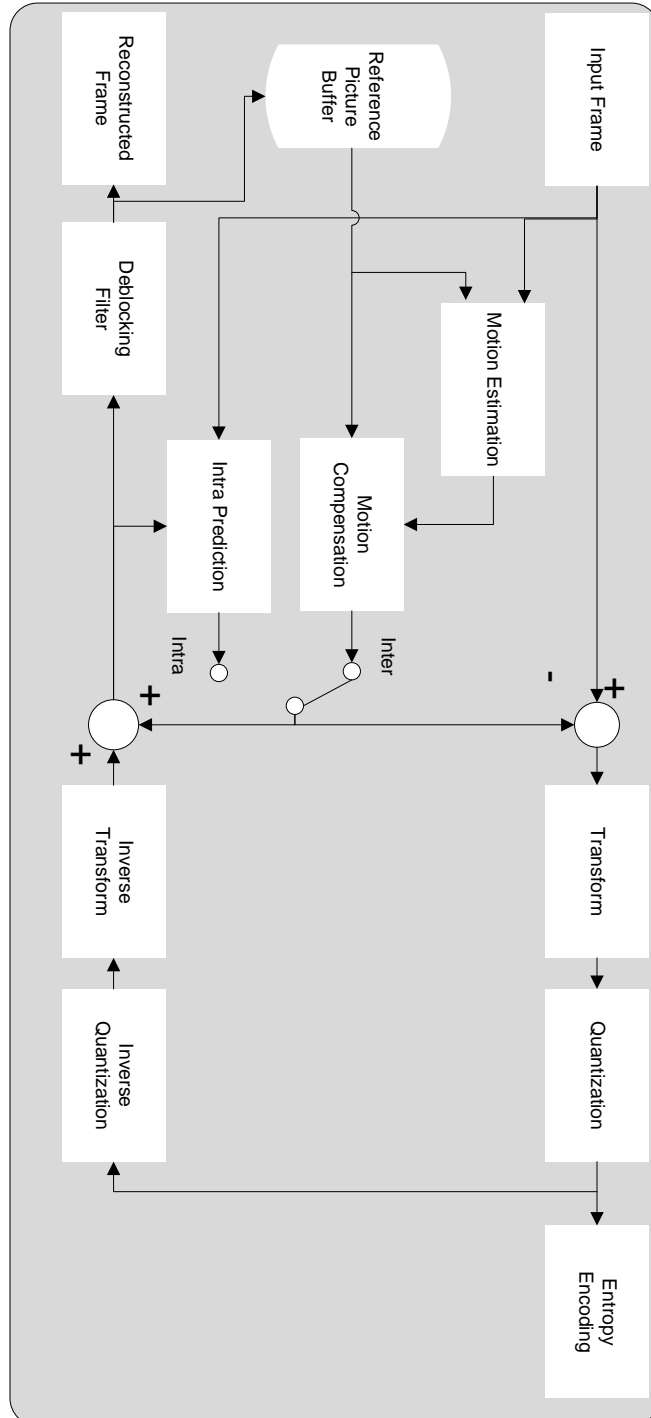 Input Frame
+
-
Transform
Quantization
Entropy
Encoding
Motion Estimation
Reference
Picture
Buffer
Motion
Compensation
Inter
Intra Prediction
Intra
Reconstructed
Frame
Deblocking
Filter
+
+
Inverse
Transform
Inverse
Quantization